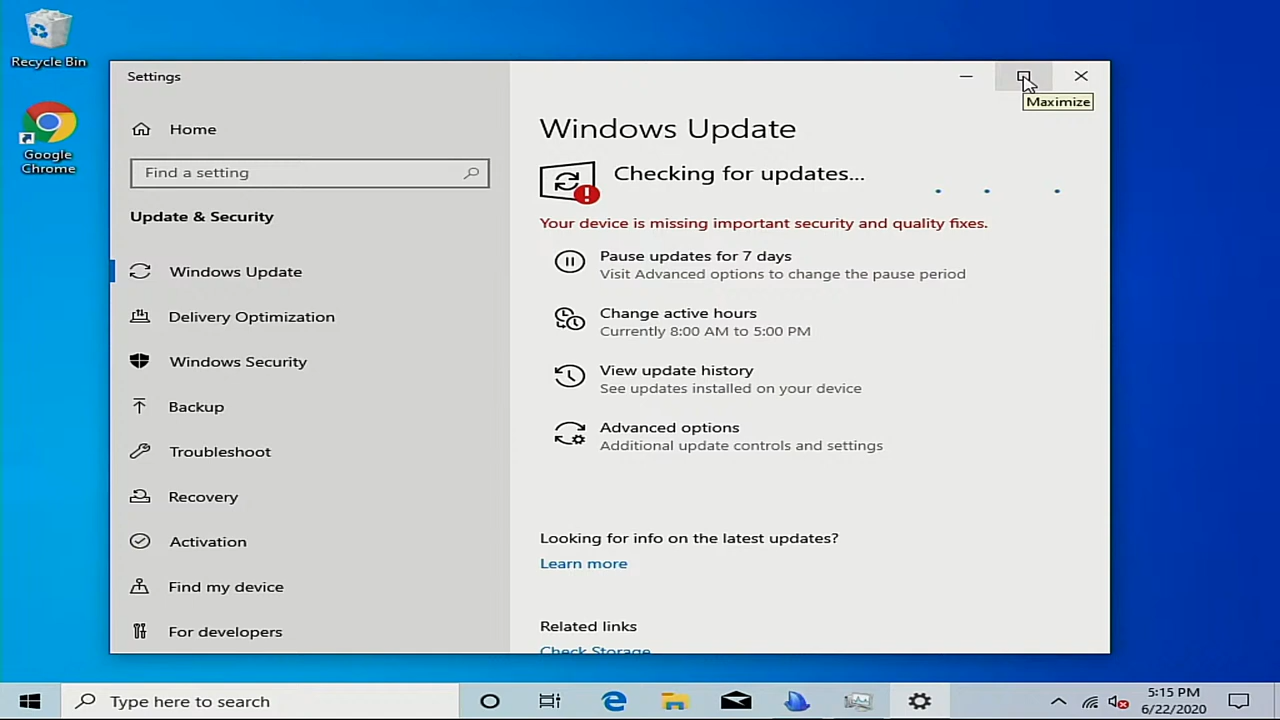 Recycle Bin
Google
Chrome
Settings
Maximize
Home
Find a setting
Update & Security
Windows Update
Delivery Optimization
Windows Security
Backup
Troubleshoot
Recovery
Activation
Find my device
For developers
Windows Update
Checking for updates...
Your device is missing important security and quality fixes.
Pause updates for 7 days
Visit Advanced options to change the pause period
Change active hours
Currently 8:00 AM to 5:00 PM
View update history
See updates installed on your device
Advanced options
Additional update controls and settings
Looking for info on the latest updates?
Learn more
Related links
Check Storage
Type here to search
5:15 PM
6/22/2020